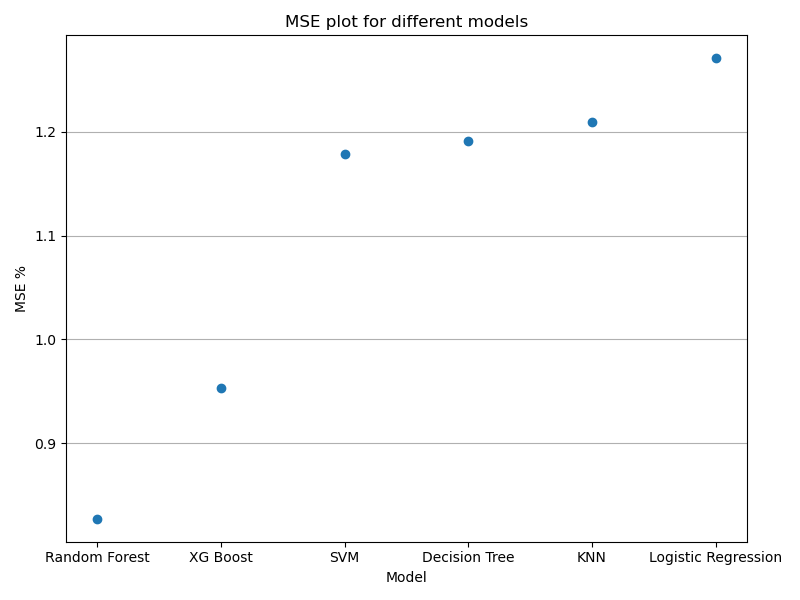 MSE plot for different models
MSE %
1.2
1.1
1.0
0.9
Random Forest XG Boost SVM Decision Tree KNN Logistic Regression
Model